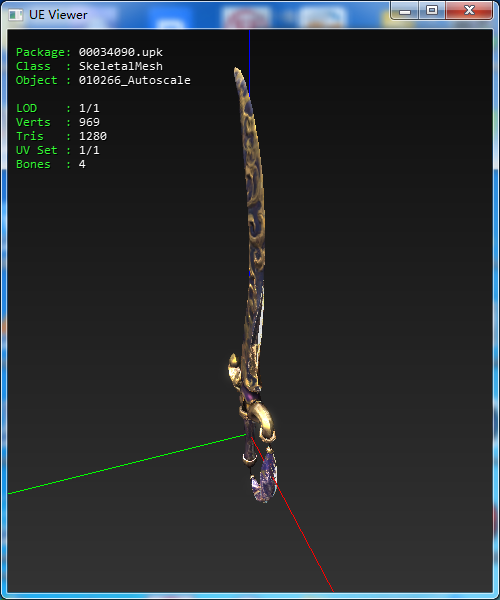 UE Viewer
Package: 00034090.upk
Class  : SkeletalMesh
Object : 010266_Autoscale
LOD    : 1/1
Verts  : 969
Tris   : 1280
UV Set : 1/1
Bones  : 4